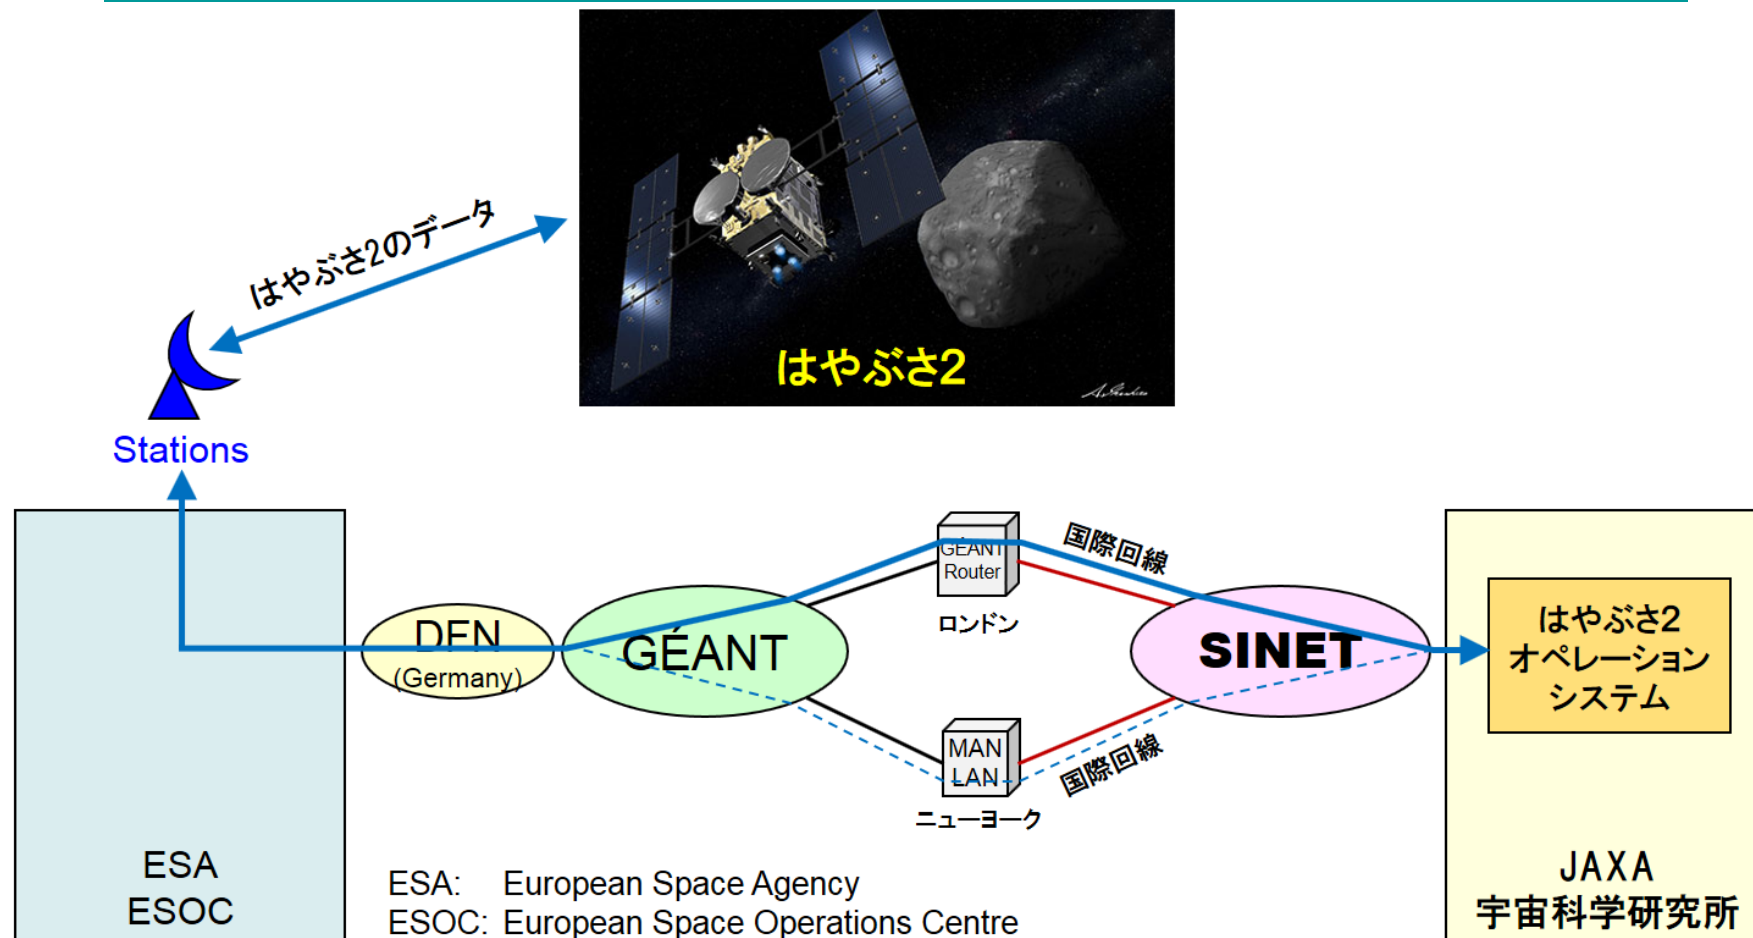 はやぶさ2のデータ
はやぶさ2
Stations
GÉANT
Router
国際回線
ロンドン
DFN
(Germany)
GÉANT
SINET
はやぶさ2
オペレーション
システム
MAN
LAN
国際回線
ニューヨーク
ESA
ESOC
ESA: European Space Agency
ESOC: European Space Operations Centre
JAXA
宇宙科学研究所